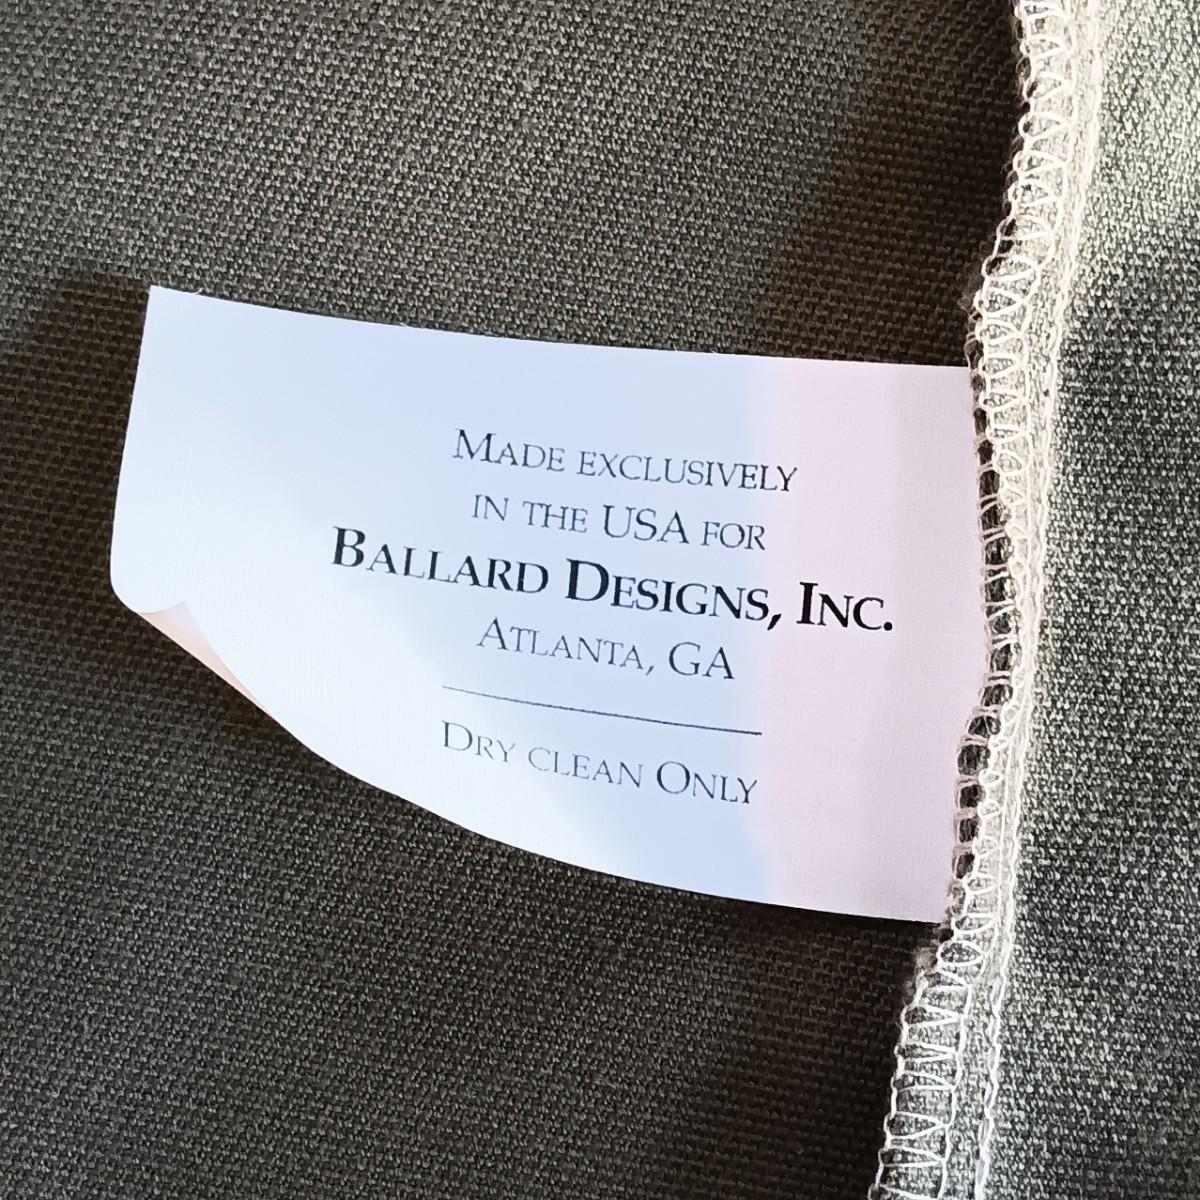 Made exclusively
in the USA for
Ballard Designs, Inc.
Atlanta, GA
Dry clean Only